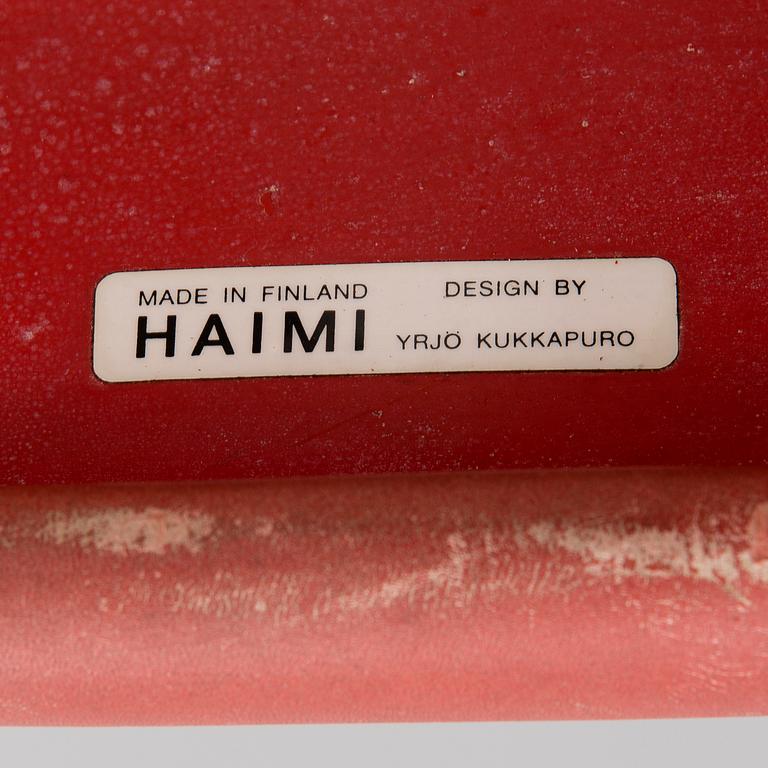 MADE IN FINLAND
HAIMI
DESIGN BY
YRJÖ KUKKAPURO